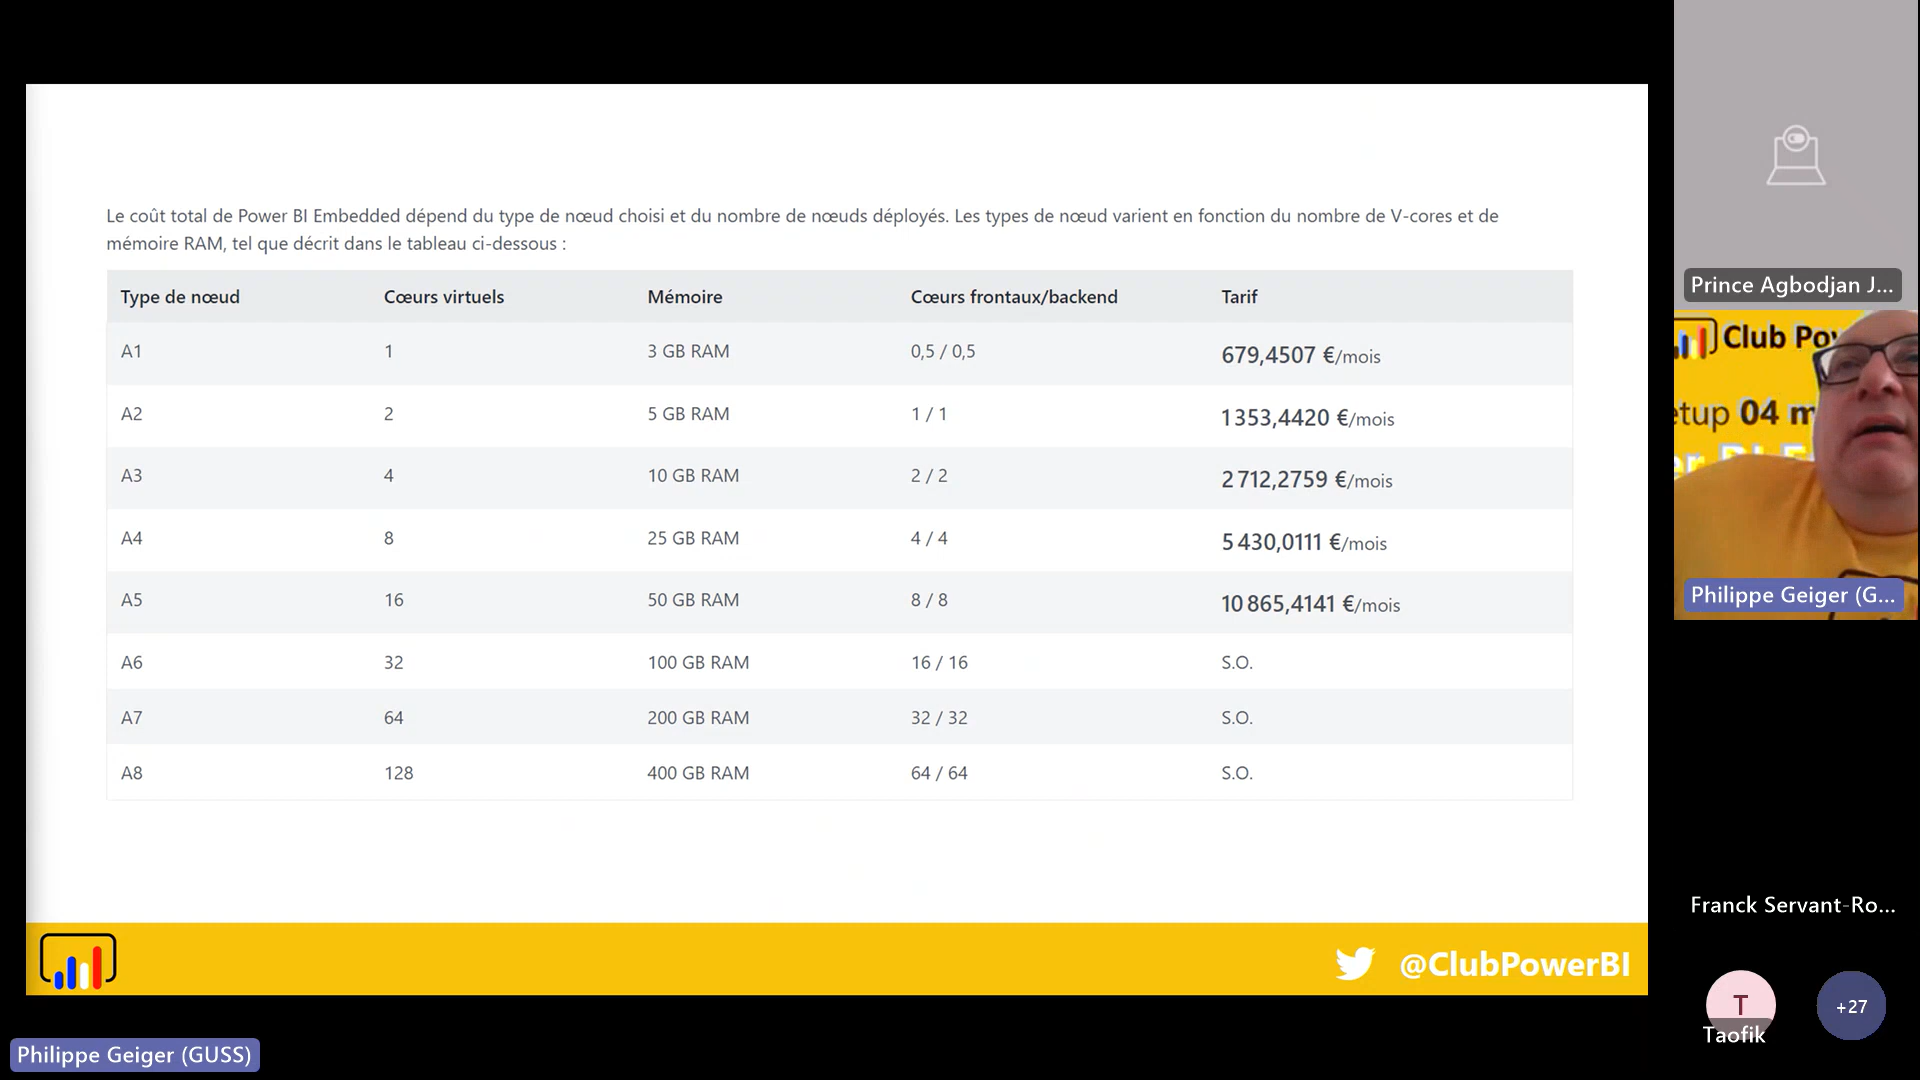 Le coût total de Power BI Embedded dépend du type de nœud choisi et du nombre de nœuds déployés. Les types de nœud varient en fonction du nombre de V-cores et de
mémoire RAM, tel que décrit dans le tableau ci-dessous :
Type de nœud Cœurs virtuels Mémoire Cœurs frontaux/backend Tarif
A1 1 3 GB RAM 0,5 / 0,5 679,4507 €/mois
A2 2 5 GB RAM 1 / 1 1 353,4420 €/mois
A3 4 10 GB RAM 2 / 2 2 712,2759 €/mois
A4 8 25 GB RAM 4 / 4 5 430,0111 €/mois
A5 16 50 GB RAM 8 / 8 10 865,4141 €/mois
A6 32 100 GB RAM 16 / 16 S.O.
A7 64 200 GB RAM 32 / 32 S.O.
A8 128 400 GB RAM 64 / 64 S.O.
@ClubPowerBI
Philippe Geiger (GUSS)
Prince Agbodjan J...
Club Pow
etup 04 m
er BI E
Philippe Geiger (G...
Franck Servant-Ro...
T
Taofik
+27